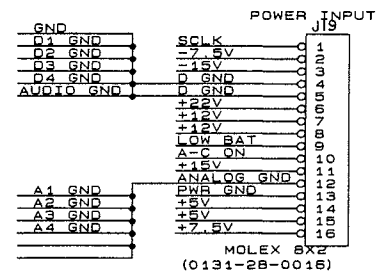 POWER INPUT
J19
GND
D1 GND
D2 GND
D3 GND
D4 GND
AUDIO GND
SCLK 1
-7.5V 2
-15V 3
D GND 4
D GND 5
+22V 6
+12V 7
+12V 8
LOW BAT 9
A-C ON 10
+15V 11
ANALOG GND 12
PWR GND 13
+5V 14
+5V 15
+7.5V 16
A1 GND
A2 GND
A3 GND
A4 GND
MOLEX 8X2
(0131-28-0016)